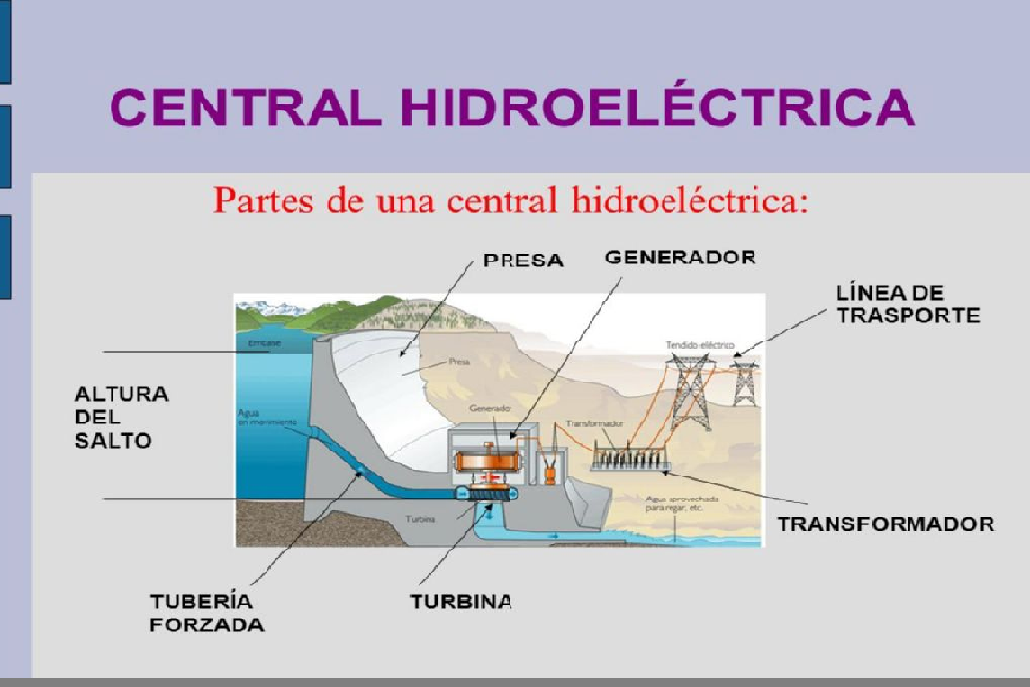 CENTRAL HIDROELÉCTRICA
Partes de una central hidroeléctrica:
PRESA
GENERADOR
LÍNEA DE
TRASPORTE
ALTURA
DEL
SALTO
Embalse
Presa
Tendido eléctrico
Agua
en movimiento
Generado
Transformador
Turbina
Agua aprovechada
para regar, etc.
TRANSFORMADOR
TUBERÍA
FORZADA
TURBINA